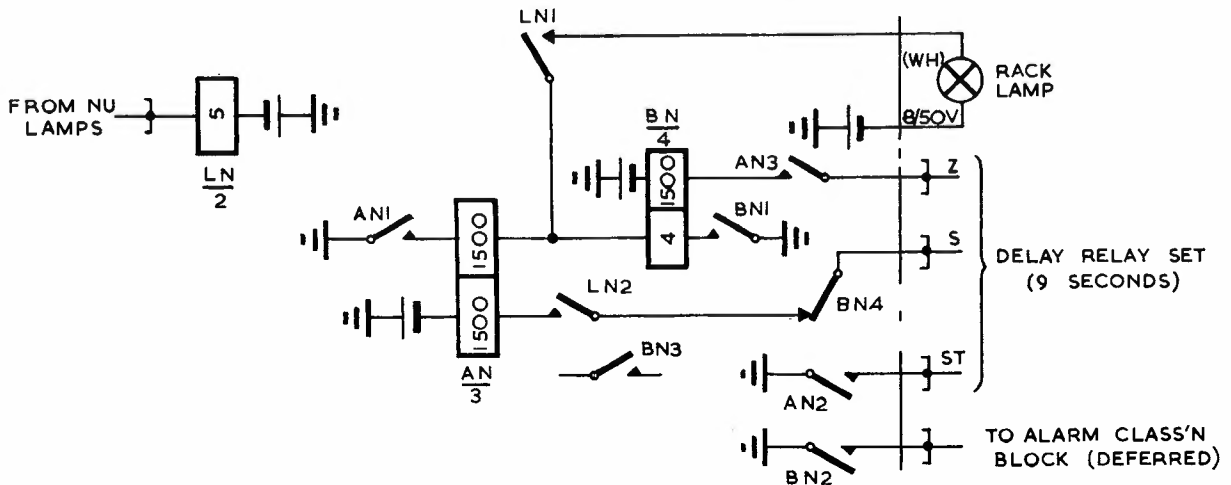 LN1
(WH)
RACK
LAMP
8/50V
FROM NU
LAMPS
5
LN
2
BN
4
1500
4
AN3
Z
AN1
1500
BN1
S
DELAY RELAY SET
(9 SECONDS)
1500
LN2
BN4
BN3
AN
3
ST
AN2
BN2
TO ALARM CLASS'N
BLOCK (DEFERRED)